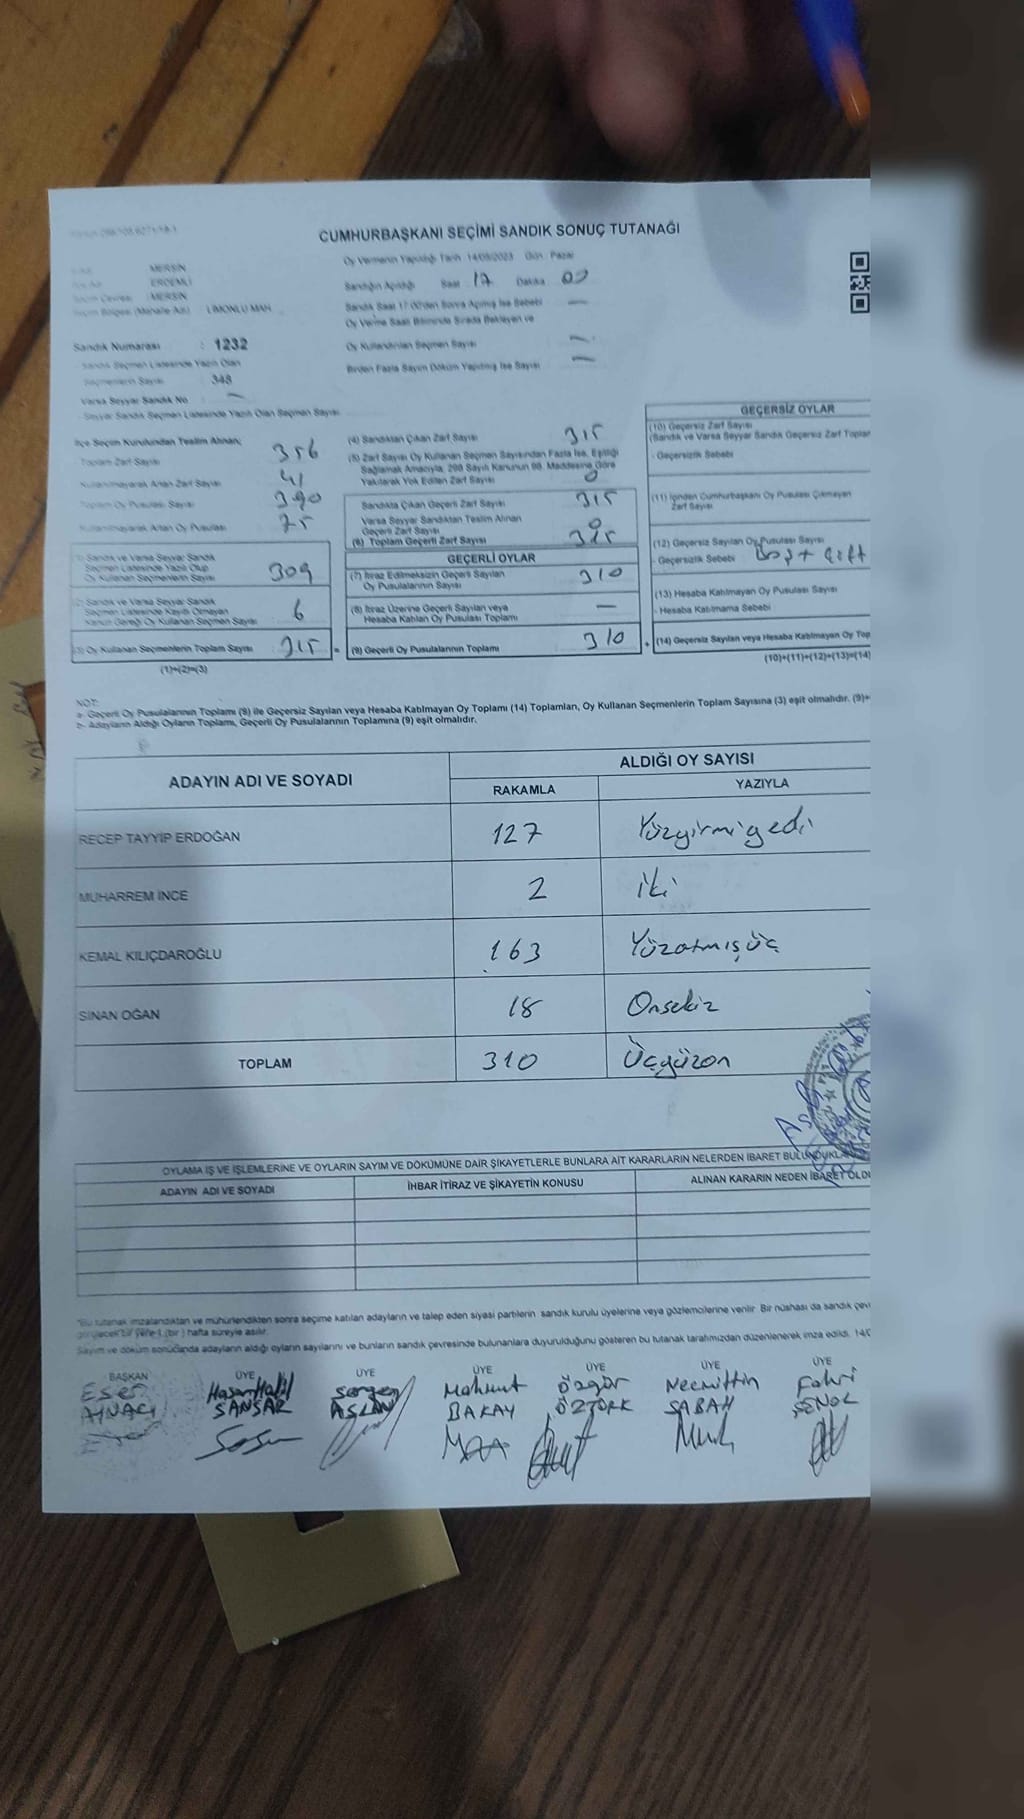 CUMHURBAŞKANI SEÇİMİ SANDIK SONUÇ TUTANAĞI
MERSİN
ERDEMLİ
Seçim Çevresi : MERSİN
Seçim Bölgesi (Mahalle Adı) LİMONLU MAH
Sandık Numarası : 1232
Sandık Seçmen Listesinde Yazılı Olan
Seçmenlerin Sayısı : 348
Varsa Seyyar Sandık No : —
Seyyar Sandık Seçmen Listesinde Yazılı Olan Seçmen Sayısı
Oy Vermenin Yapıldığı Tarih 14/05/2023 Gün Pazar
Sandığın Açıldığı Saat 17 Dakika 00
Sandık Saat 17:00'den Sonra Açılmış İse Sebebi —
Oy Verme Saati Bitiminde Sırada Bekleyen ve
Oy Kullandırılan Seçmen Sayısı —
Birden Fazla Sayım Döküm Yapılmış İse Sayısı —
İlçe Seçim Kurulundan Teslim Alınan;
Toplam Zarf Sayısı 356
Kullanılmayarak Artan Zarf Sayısı 41
Toplam Oy Pusulası Sayısı 390
Kullanılmayarak Artan Oy Pusulası 75
(1) Sandık ve Varsa Seyyar Sandık
Seçmen Listesinde Yazılı Olup
Oy Kullanan Seçmenlerin Sayısı 309
(2) Sandık ve Varsa Seyyar Sandık
Seçmen Listesinde Kayıtlı Olmayan
Kanun Gereği Oy Kullanan Seçmen Sayısı 6
(3) Oy Kullanan Seçmenlerin Toplam Sayısı 315 =
(1)+(2)=(3)
(4) Sandıktan Çıkan Zarf Sayısı 315
(5) Zarf Sayısı Oy Kullanan Seçmen Sayısından Fazla İse, Eşitliği
Sağlamak Amacıyla, 298 Sayılı Kanunun 98. Maddesine Göre
Yakılarak Yok Edilen Zarf Sayısı 0
Sandıkta Çıkan Geçerli Zarf Sayısı 315
Varsa Seyyar Sandıktan Teslim Alınan
Geçerli Zarf Sayısı 0
(6) Toplam Geçerli Zarf Sayısı 315
GEÇERLİ OYLAR
(7) İtiraz Edilmeksizin Geçerli Sayılan
Oy Pusulalarının Sayısı 310
(8) İtiraz Üzerine Geçerli Sayılan veya
Hesaba Katılan Oy Pusulası Toplamı —
(9) Geçerli Oy Pusulalarının Toplamı 310 +
GEÇERSİZ OYLAR
(10) Geçersiz Zarf Sayısı
(Sandık ve Varsa Seyyar Sandık Geçersiz Zarf Toplam
- Geçersizlik Sebebi
(11) İçinden Cumhurbaşkanı Oy Pusulası Çıkmayan
Zarf Sayısı
(12) Geçersiz Sayılan Oy Pusulası Sayısı
- Geçersizlik Sebebi Boş + Çift
(13) Hesaba Katılmayan Oy Pusulası Sayısı
- Hesaba Katılmama Sebebi
(14) Geçersiz Sayılan veya Hesaba Katılmayan Oy Top
(10)+(11)+(12)+(13)=(14)
NOT:
a- Geçerli Oy Pusulalarının Toplamı (9) ile Geçersiz Sayılan veya Hesaba Katılmayan Oy Toplamı (14) Toplamları, Oy Kullanan Seçmenlerin Toplam Sayısına (3) eşit olmalıdır. (9)+
b- Adayların Aldığı Oyların Toplamı, Geçerli Oy Pusulalarının Toplamına (9) eşit olmalıdır.
ADAYIN ADI VE SOYADI
ALDIĞI OY SAYISI
RAKAMLA YAZIYLA
RECEP TAYYİP ERDOĞAN 127 Yüzyirmiyedi
MUHARREM İNCE 2 iki
KEMAL KILIÇDAROĞLU 163 Yüzatmışüç
SİNAN OĞAN 18 Onsekiz
TOPLAM 310 Üçyüzon
OYLAMA İŞ VE İŞLEMLERİNE VE OYLARIN SAYIM VE DÖKÜMÜNE DAİR ŞİKAYETLERLE BUNLARA AİT KARARLARIN NELERDEN İBARET BULUNDUKLA
ADAYIN ADI VE SOYADI İHBAR İTİRAZ VE ŞİKAYETİN KONUSU ALINAN KARARIN NEDEN İBARET OLDU
*Bu tutanak imzalandıktan ve mühürlendikten sonra seçime katılan adayların ve talep eden siyasi partilerin sandık kurulu üyelerine veya gözlemcilerine verilir. Bir nüshası da sandık çev
görülecek bir yere 1 (bir) hafta süreyle asılır.
Sayım ve döküm sonucunda adayların aldığı oyların sayılarını ve bunların sandık çevresinde bulunanlara duyurulduğunu gösteren bu tutanak tarafımızdan düzenlenerek imza edildi. 14/0
BAŞKAN ÜYE ÜYE ÜYE ÜYE ÜYE ÜYE
Eser Hasan Halil Sergen Mahmut Özgür Necmittin Fahri
AYNACI SANSAR ASLAN BAKAY ÖZTÜRK SABAH ŞENOL